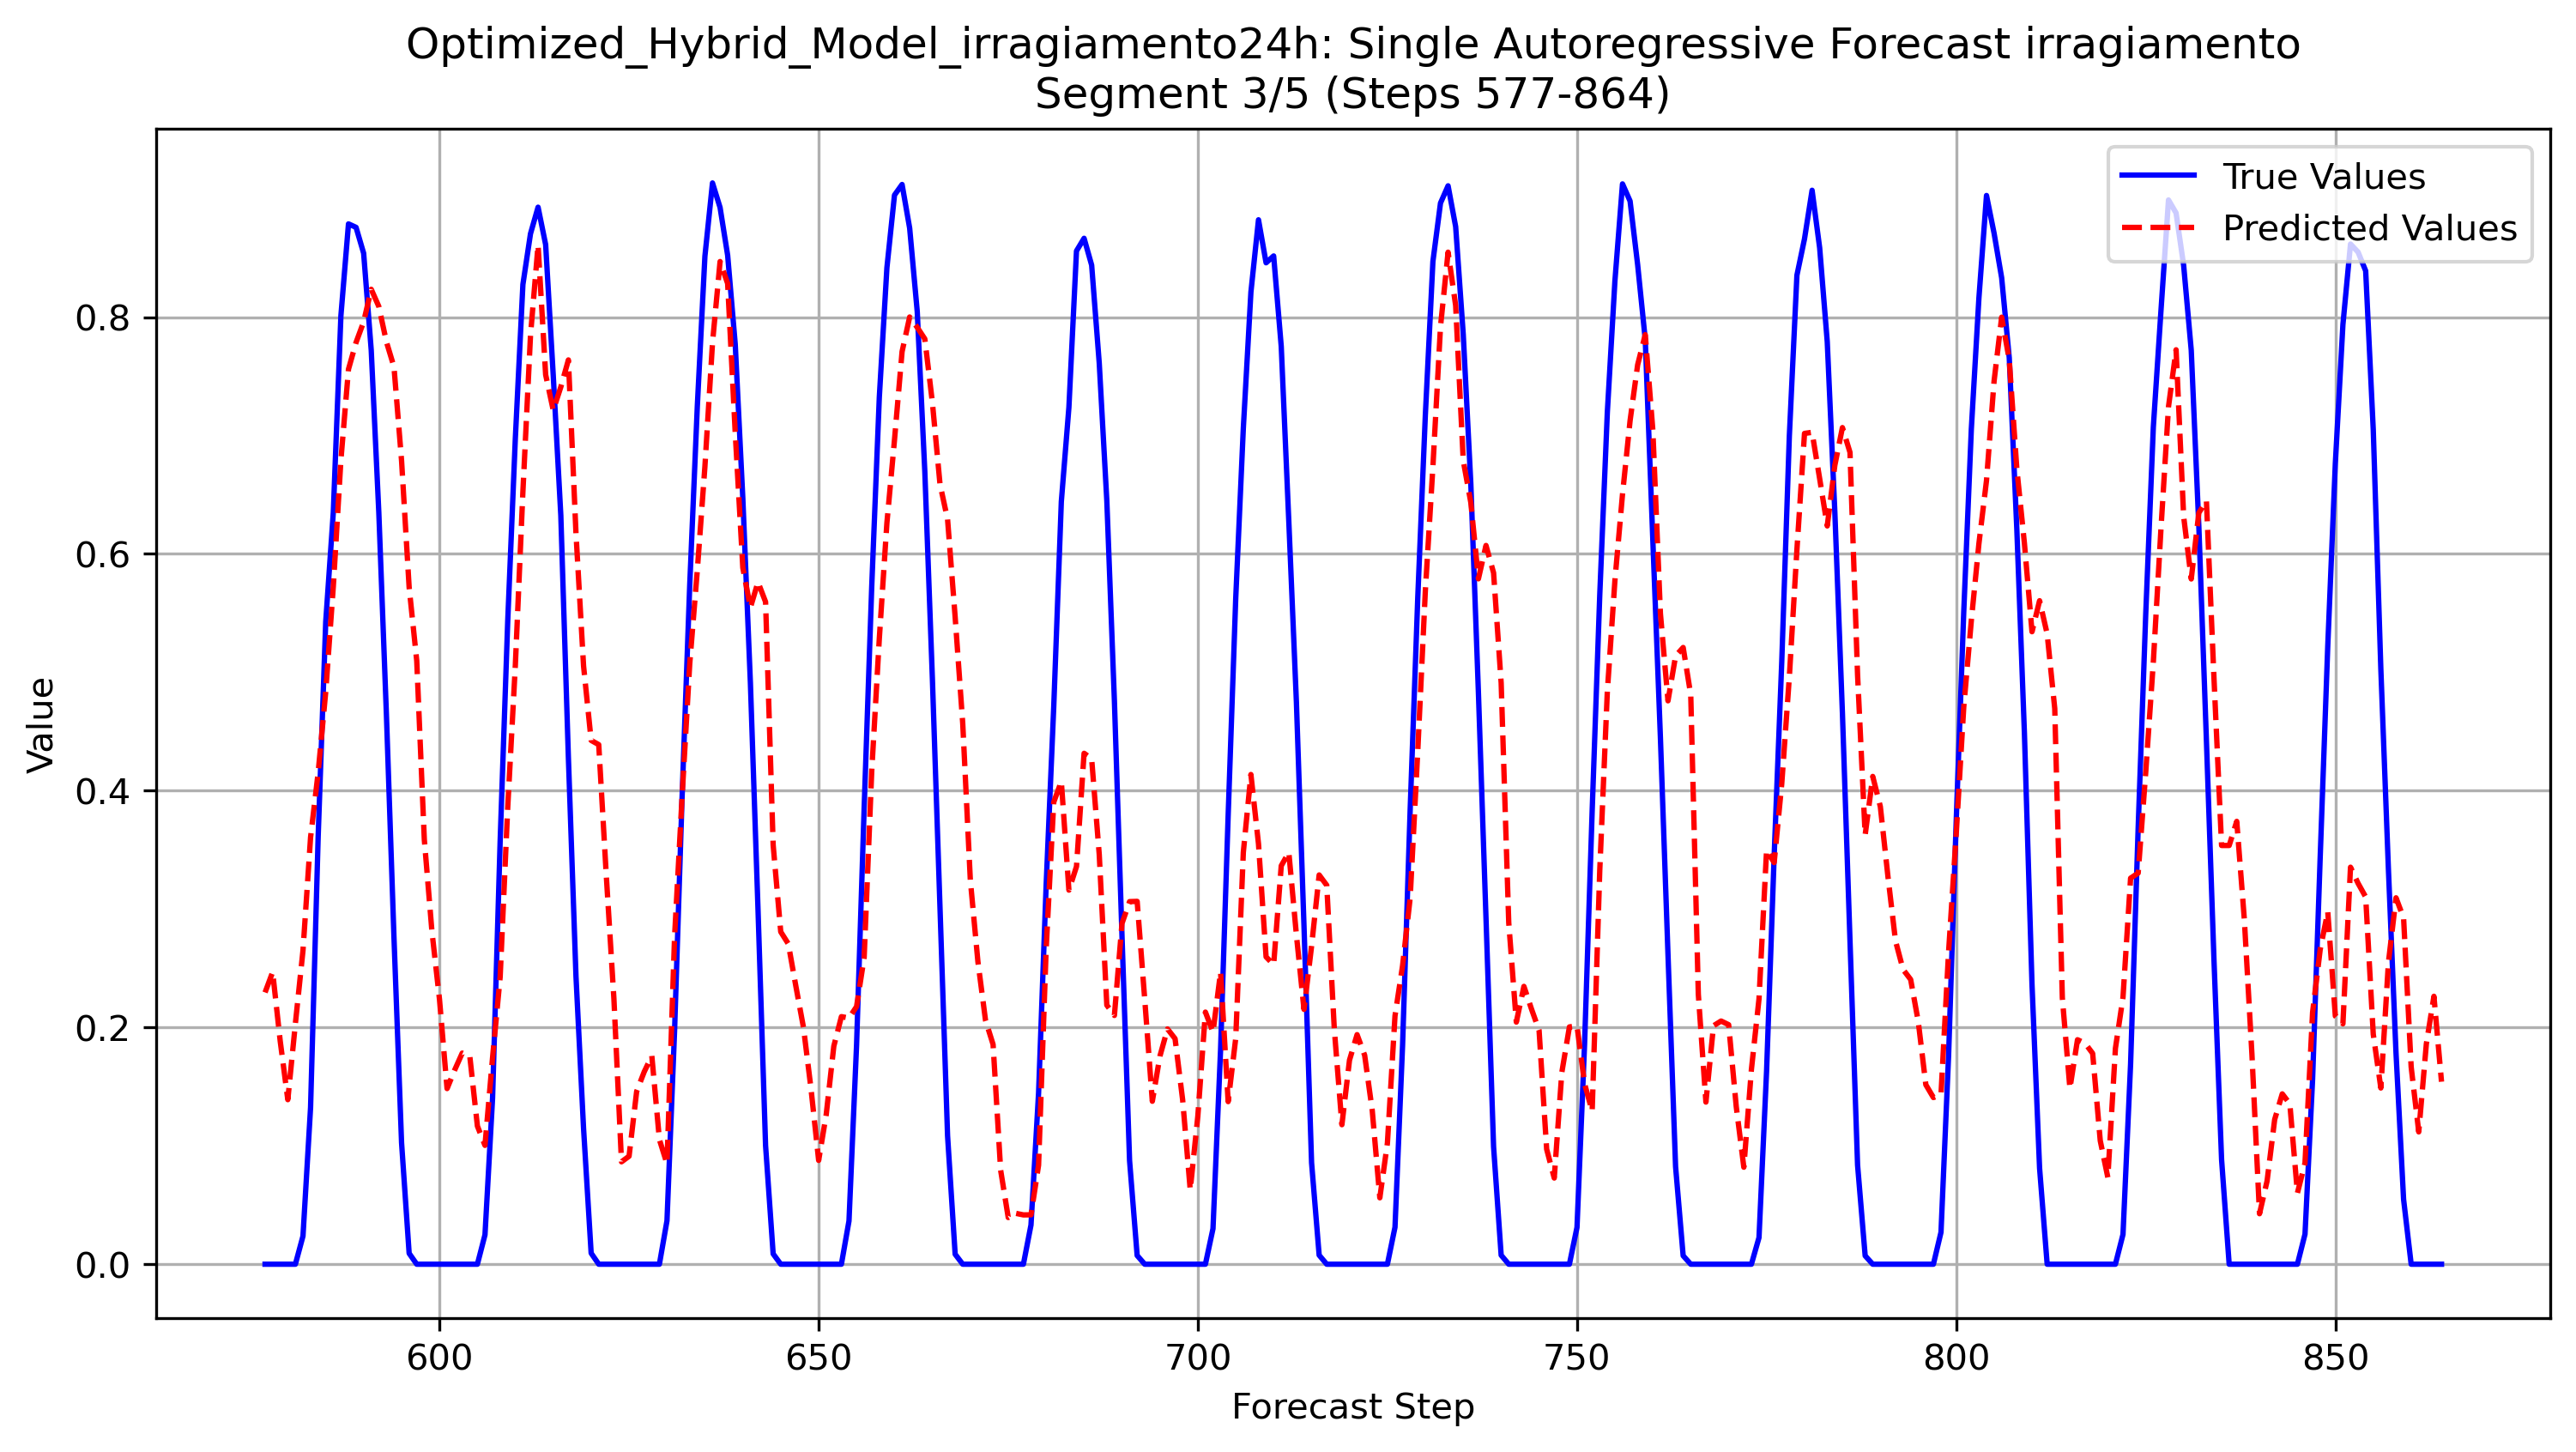 Optimized_Hybrid_Model_irragiamento24h: Single Autoregressive Forecast irragiamento
Segment 3/5 (Steps 577-864)
True Values
Predicted Values
0.8
0.6
0.4
0.2
0.0
Value
600 650 700 750 800 850
Forecast Step